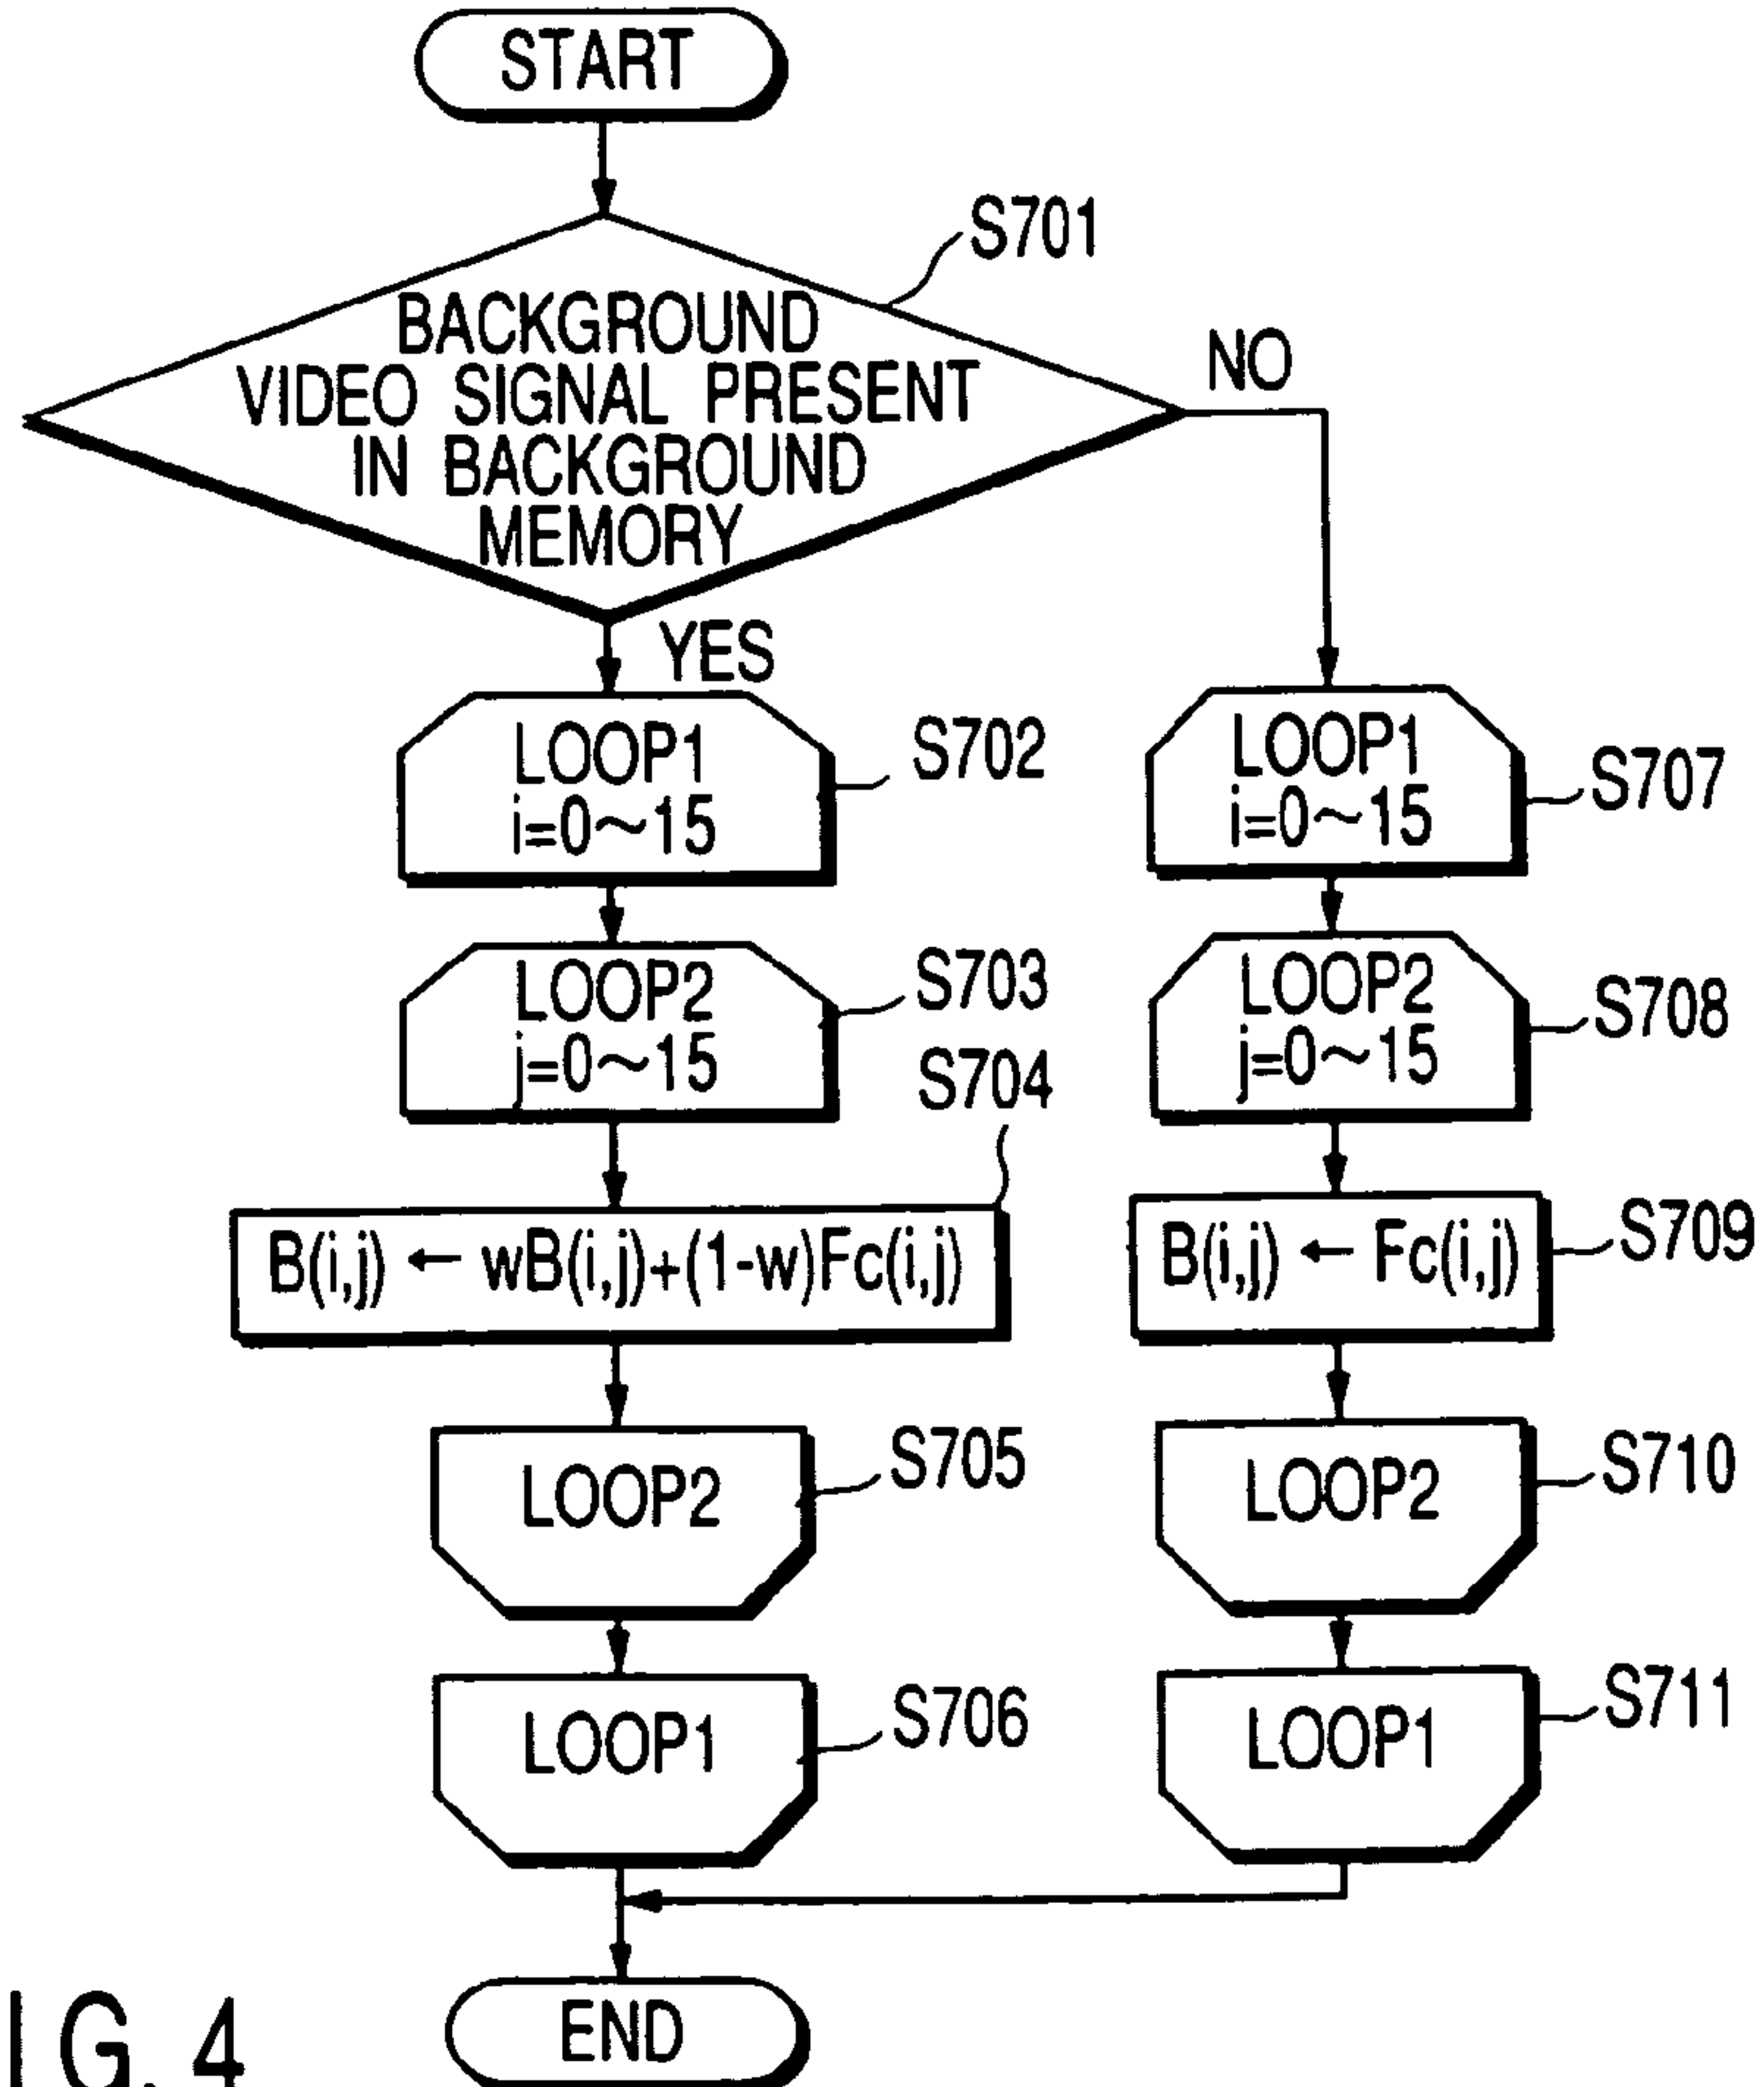 START
S701
BACKGROUND
VIDEO SIGNAL PRESENT
IN BACKGROUND
MEMORY
NO
YES
LOOP1
i=0~15
S702
LOOP2
j=0~15
S703
S704
B(i,j) ← wB(i,j)+(1-w)Fc(i,j)
LOOP2
S705
LOOP1
S706
LOOP1
i=0~15
S707
LOOP2
j=0~15
S708
B(i,j) ← Fc(i,j)
S709
LOOP2
S710
LOOP1
S711
END
IG. 4